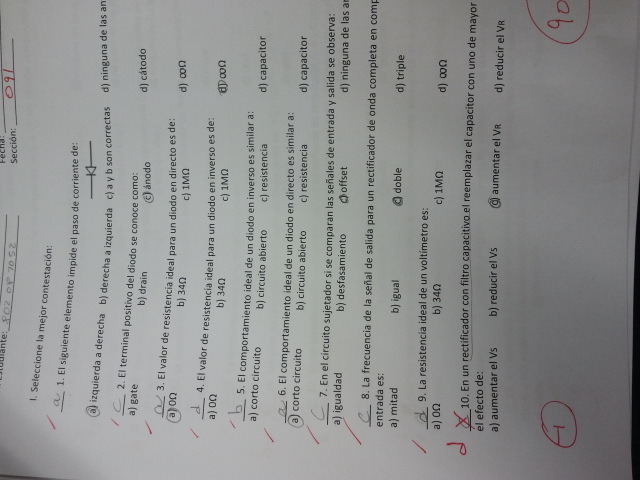 Fecha:
Estudiante: 802 08 7052 Sección: 091
I. Seleccione la mejor contestación:
a 1. El siguiente elemento impide el paso de corriente de:
a) izquierda a derecha b) derecha a izquierda c) a y b son correctas d) ninguna de las an
c 2. El terminal positivo del diodo se conoce como:
a) gate b) drain c) ánodo d) cátodo
a 3. El valor de resistencia ideal para un diodo en directo es de:
a) 0Ω b) 34Ω c) 1MΩ d) ∞Ω
d 4. El valor de resistencia ideal para un diodo en inverso es de:
a) 0Ω b) 34Ω c) 1MΩ d) ∞Ω
b 5. El comportamiento ideal de un diodo en inverso es similar a:
a) corto circuito b) circuito abierto c) resistencia d) capacitor
a 6. El comportamiento ideal de un diodo en directo es similar a:
a) corto circuito b) circuito abierto c) resistencia d) capacitor
c 7. En el circuito sujetador si se comparan las señales de entrada y salida se observa:
a) igualdad b) desfasamiento c) offset d) ninguna de las an
c 8. La frecuencia de la señal de salida para un rectificador de onda completa en comp
entrada es:
a) mitad b) igual c) doble d) triple
d 9. La resistencia ideal de un voltímetro es:
a) 0Ω b) 34Ω c) 1MΩ d) ∞Ω
d 10. En un rectificador con filtro capacitivo el reemplazar el capacitor con uno de mayor
el efecto de:
a) aumentar el Vs b) reducir el Vs c) aumentar el VR d) reducir el VR
90